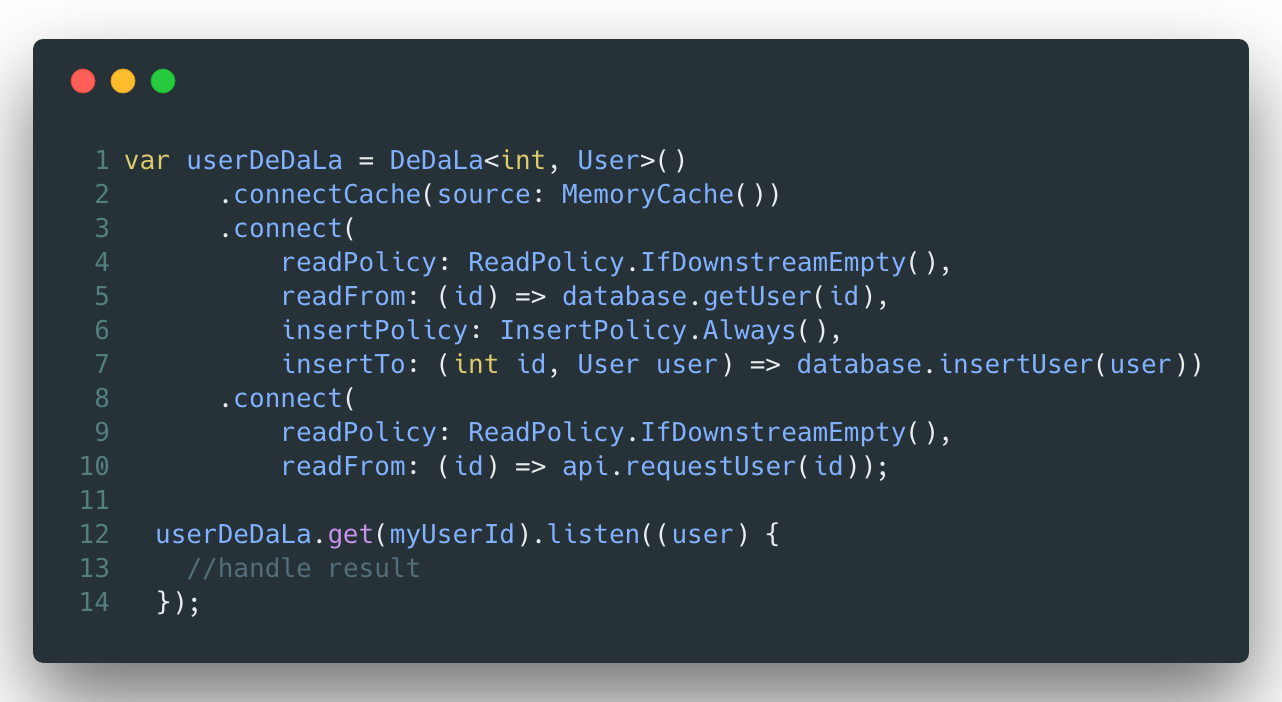 1 var userDeDaLa = DeDaLa<int, User>()
2       .connectCache(source: MemoryCache())
3       .connect(
4           readPolicy: ReadPolicy.IfDownstreamEmpty(),
5           readFrom: (id) => database.getUser(id),
6           insertPolicy: InsertPolicy.Always(),
7           insertTo: (int id, User user) => database.insertUser(user))
8       .connect(
9           readPolicy: ReadPolicy.IfDownstreamEmpty(),
10           readFrom: (id) => api.requestUser(id));
11
12   userDeDaLa.get(myUserId).listen((user) {
13     //handle result
14   });